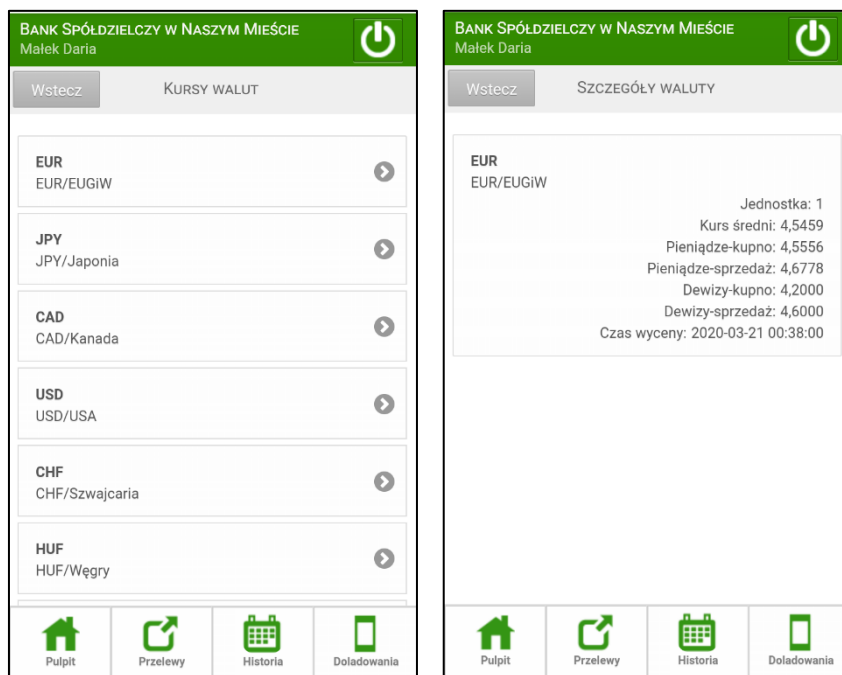 BANK SPÓŁDZIELCZY W NASZYM MIEŚCIE
Małek Daria
Wstecz
KURSY WALUT
EUR
EUR/EUGiW
JPY
JPY/Japonia
CAD
CAD/Kanada
USD
USD/USA
CHF
CHF/Szwajcaria
HUF
HUF/Węgry
Pulpit
Przelewy
Historia
Doladowania
BANK SPÓŁDZIELCZY W NASZYM MIEŚCIE
Małek Daria
Wstecz
SZCZEGÓŁY WALUTY
EUR
EUR/EUGiW
Jednostka: 1
Kurs średni: 4,5459
Pieniądze-kupno: 4,5556
Pieniądze-sprzedaż: 4,6778
Dewizy-kupno: 4,2000
Dewizy-sprzedaż: 4,6000
Czas wyceny: 2020-03-21 00:38:00
Pulpit
Przelewy
Historia
Doladowania